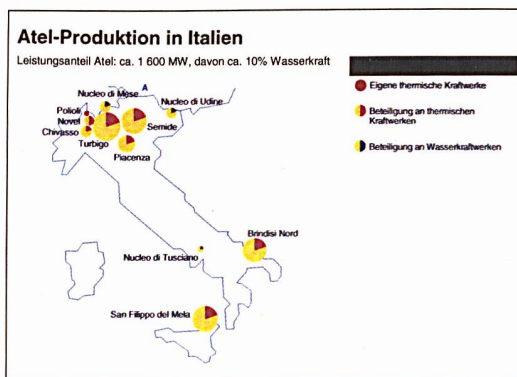 Atel-Produktion in Italien
Leistungsanteil Atel: ca. 1 600 MW, davon ca. 10% Wasserkraft
A
Nucleo di Mese
Nucleo di Udine
Polioli
Novel
Chivasso
Semide
Turbigo
Piacenza
Brindisi Nord
Nucleo di Tusciano
San Filippo del Mela
Eigene thermische Kraftwerke
Beteiligung an thermischen
Kraftwerken
Beteiligung an Wasserkraftwerken